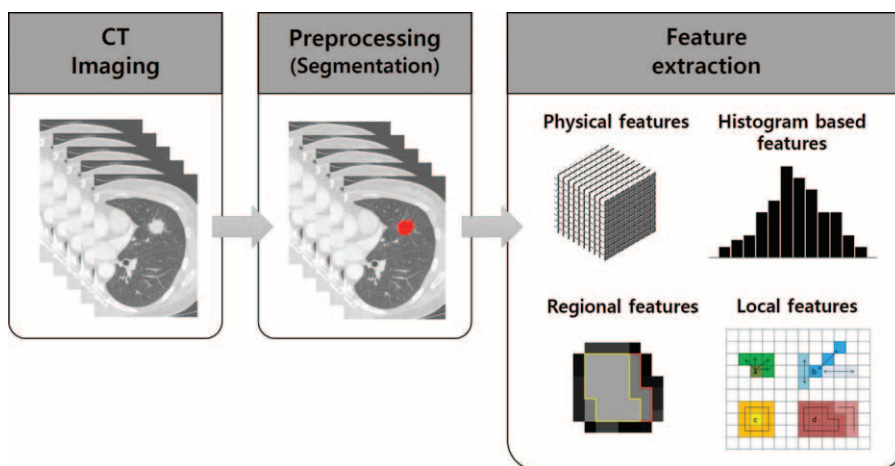 CT
Imaging
Preprocessing
(Segmentation)
Feature
extraction
Physical features
Histogram based
features
Regional features
Local features
a
b
c
d